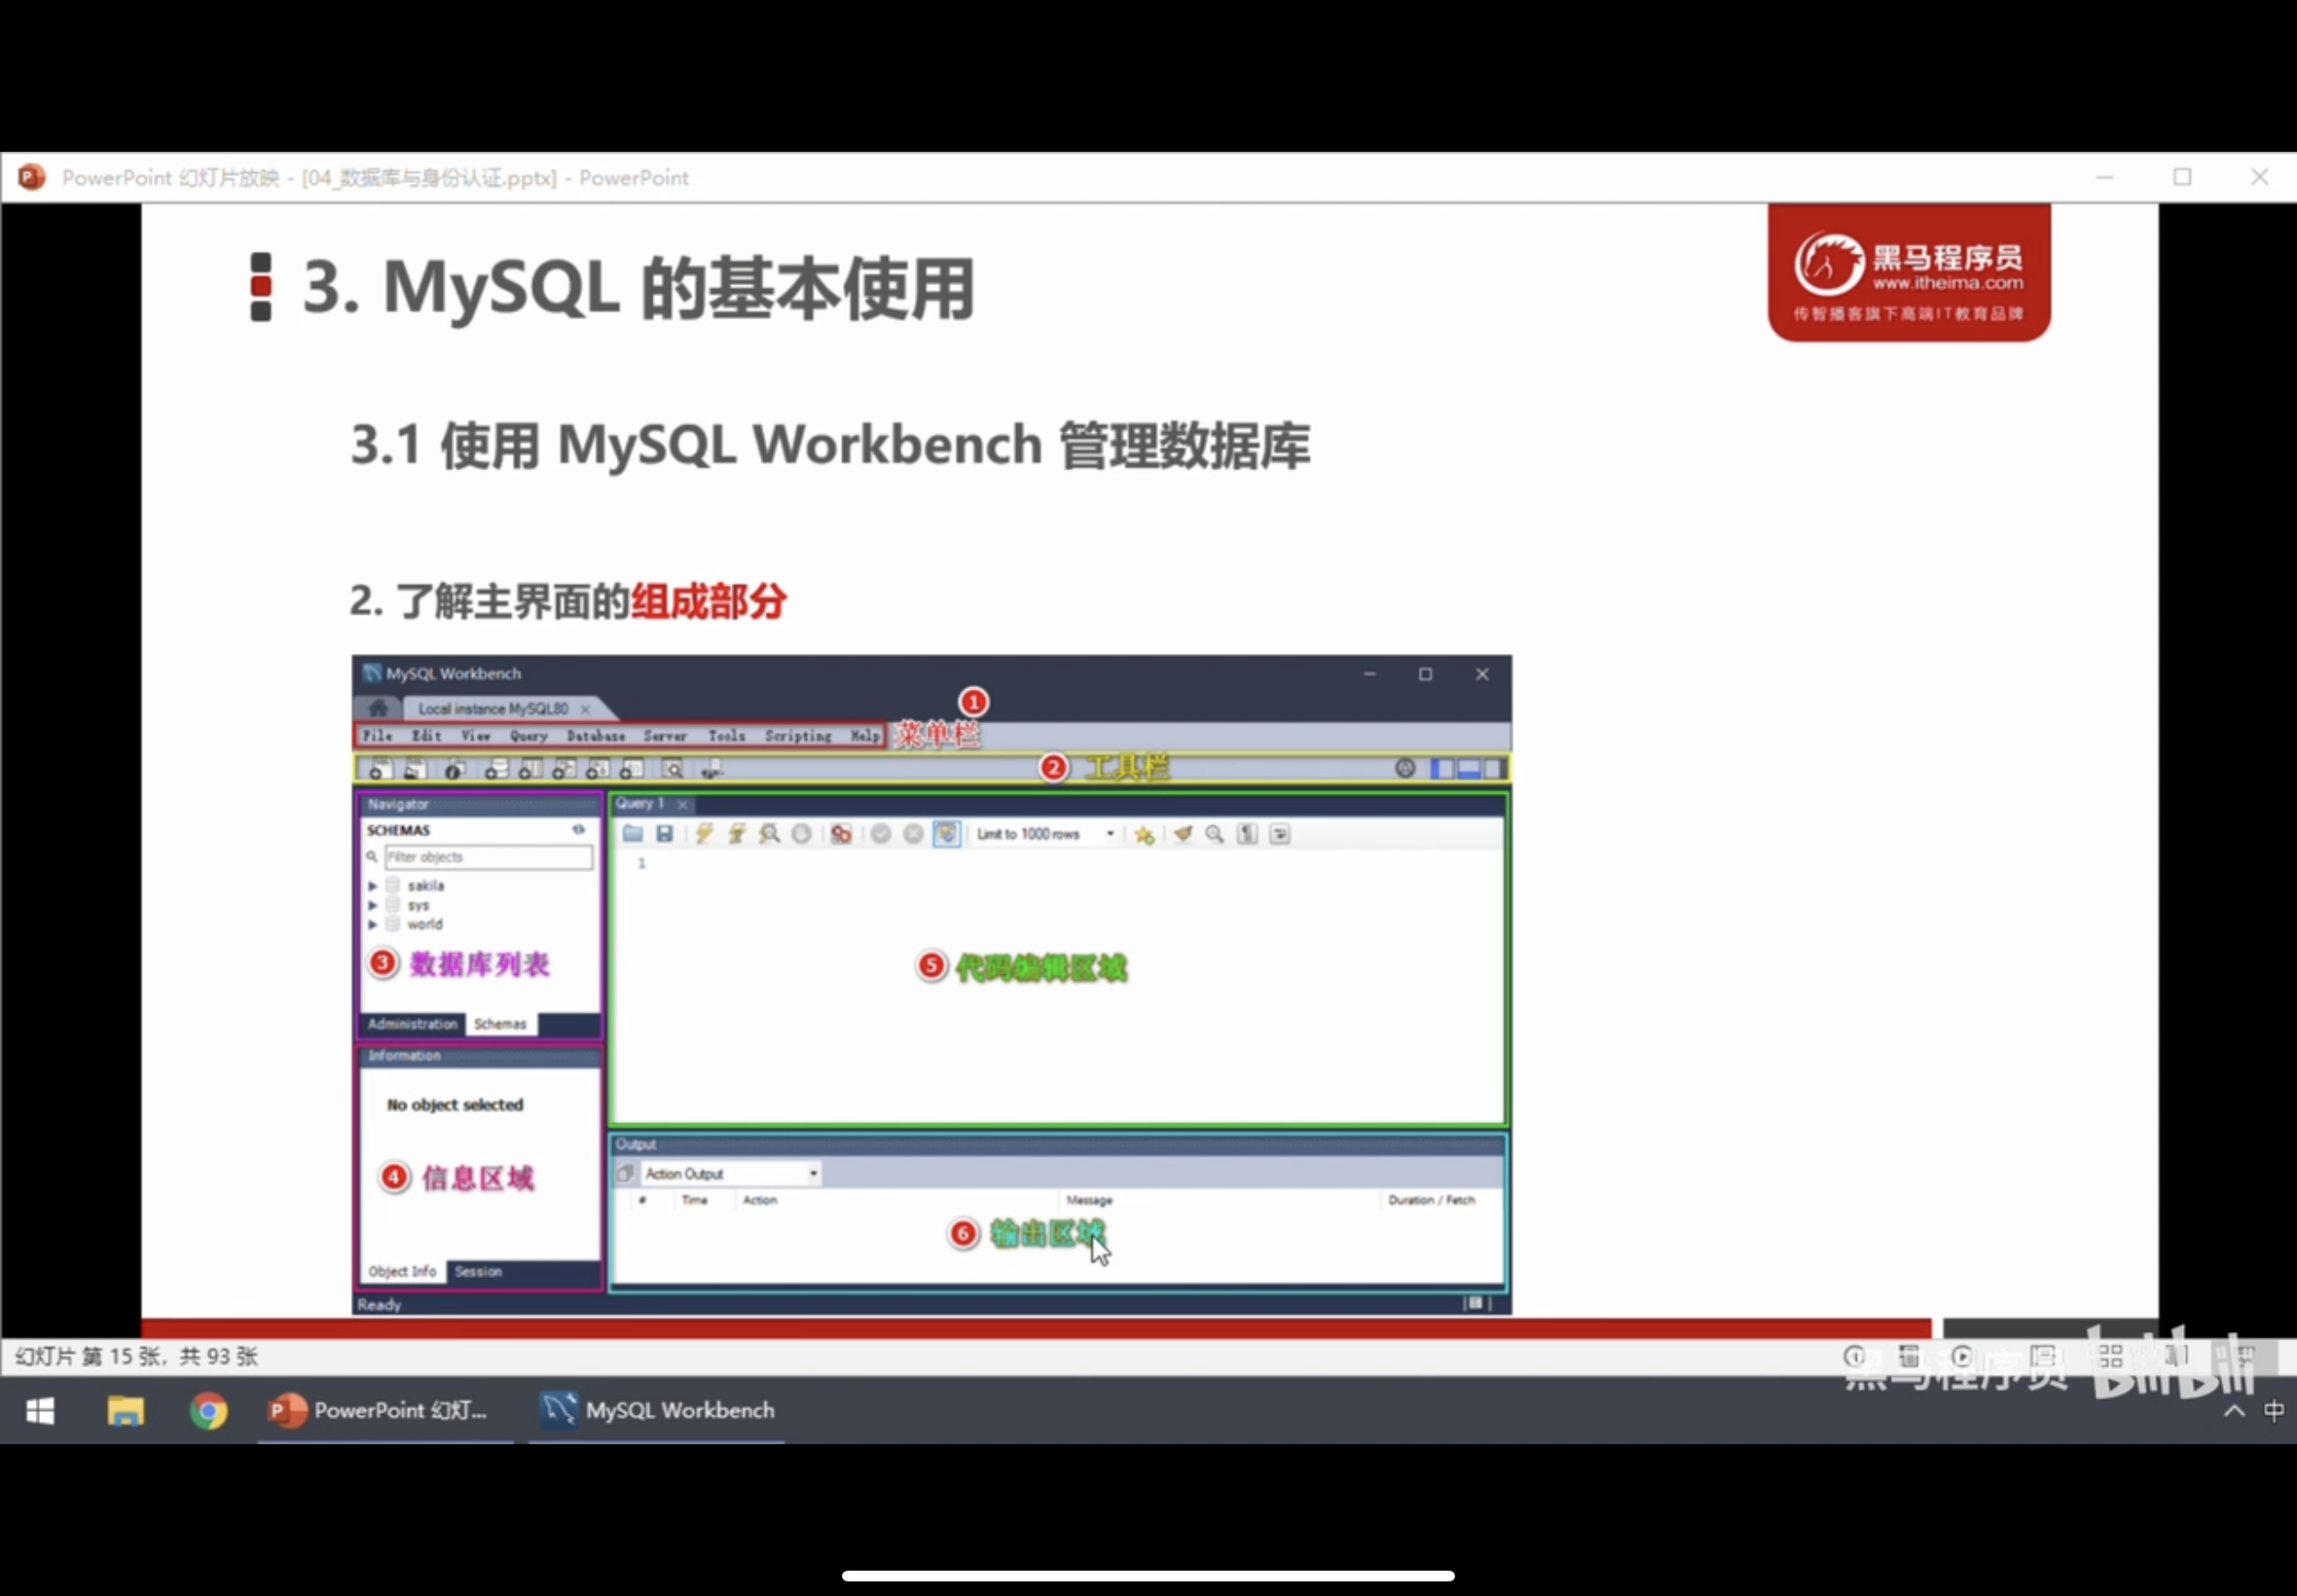 PowerPoint 幻灯片放映 - [04_数据库与身份认证.pptx] - PowerPoint
3. MySQL 的基本使用
黑马程序员
www.itheima.com
传智播客旗下高端IT教育品牌
3.1 使用 MySQL Workbench 管理数据库
2. 了解主界面的组成部分
MySQL Workbench
Local instance MySQL80
1
File Edit View Query Database Server Tools Scripting Help 菜单栏
2 工具栏
Navigator
SCHEMAS
Filter objects
sakila
sys
world
3 数据库列表
Administration Schemas
Query 1
Limit to 1000 rows
1
5 代码编辑区域
Information
No object selected
4 信息区域
Object Info Session
Output
Action Output
# Time Action Message Duration / Fetch
6 输出区域
Ready
幻灯片 第 15 张，共 93 张
黑马程序员 bilibili
PowerPoint 幻灯...
MySQL Workbench
中